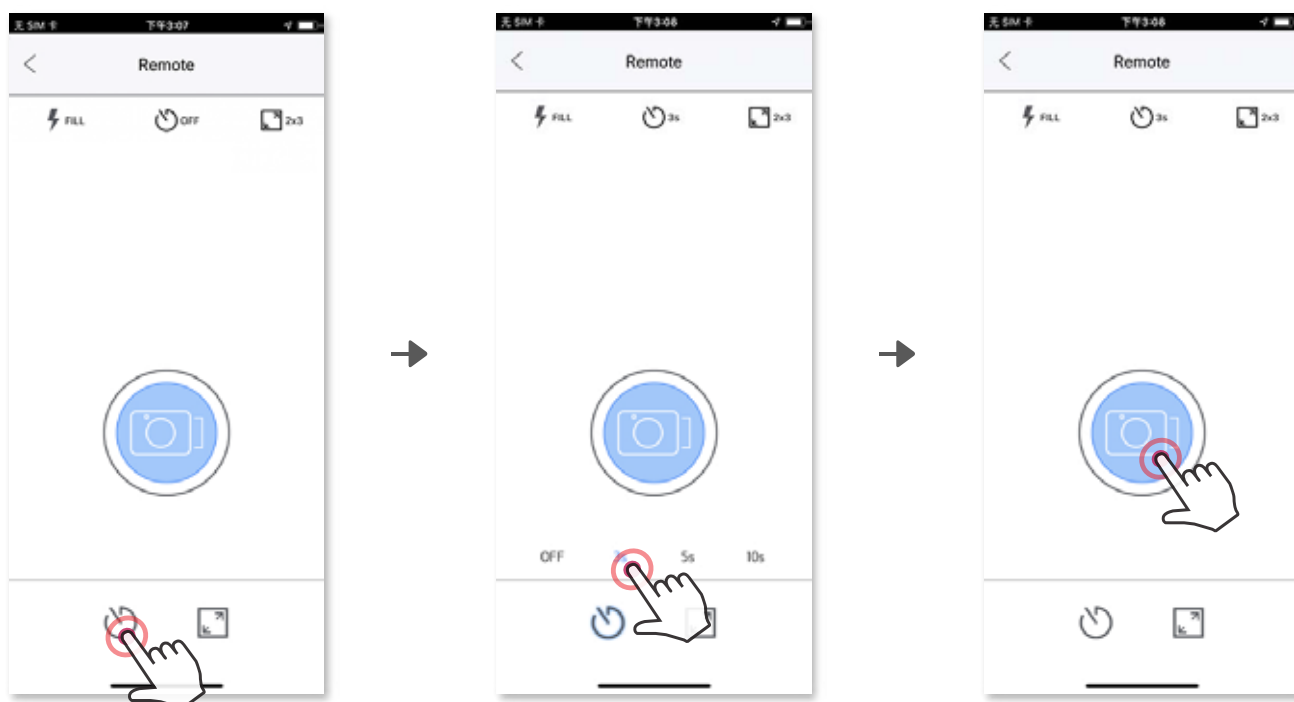 无 SIM 卡 下午3:07
Remote
FILL OFF 2x3
无 SIM 卡 下午3:08
Remote
FILL 3s 2x3
OFF 3s 5s 10s
无 SIM 卡 下午3:08
Remote
FILL 3s 2x3